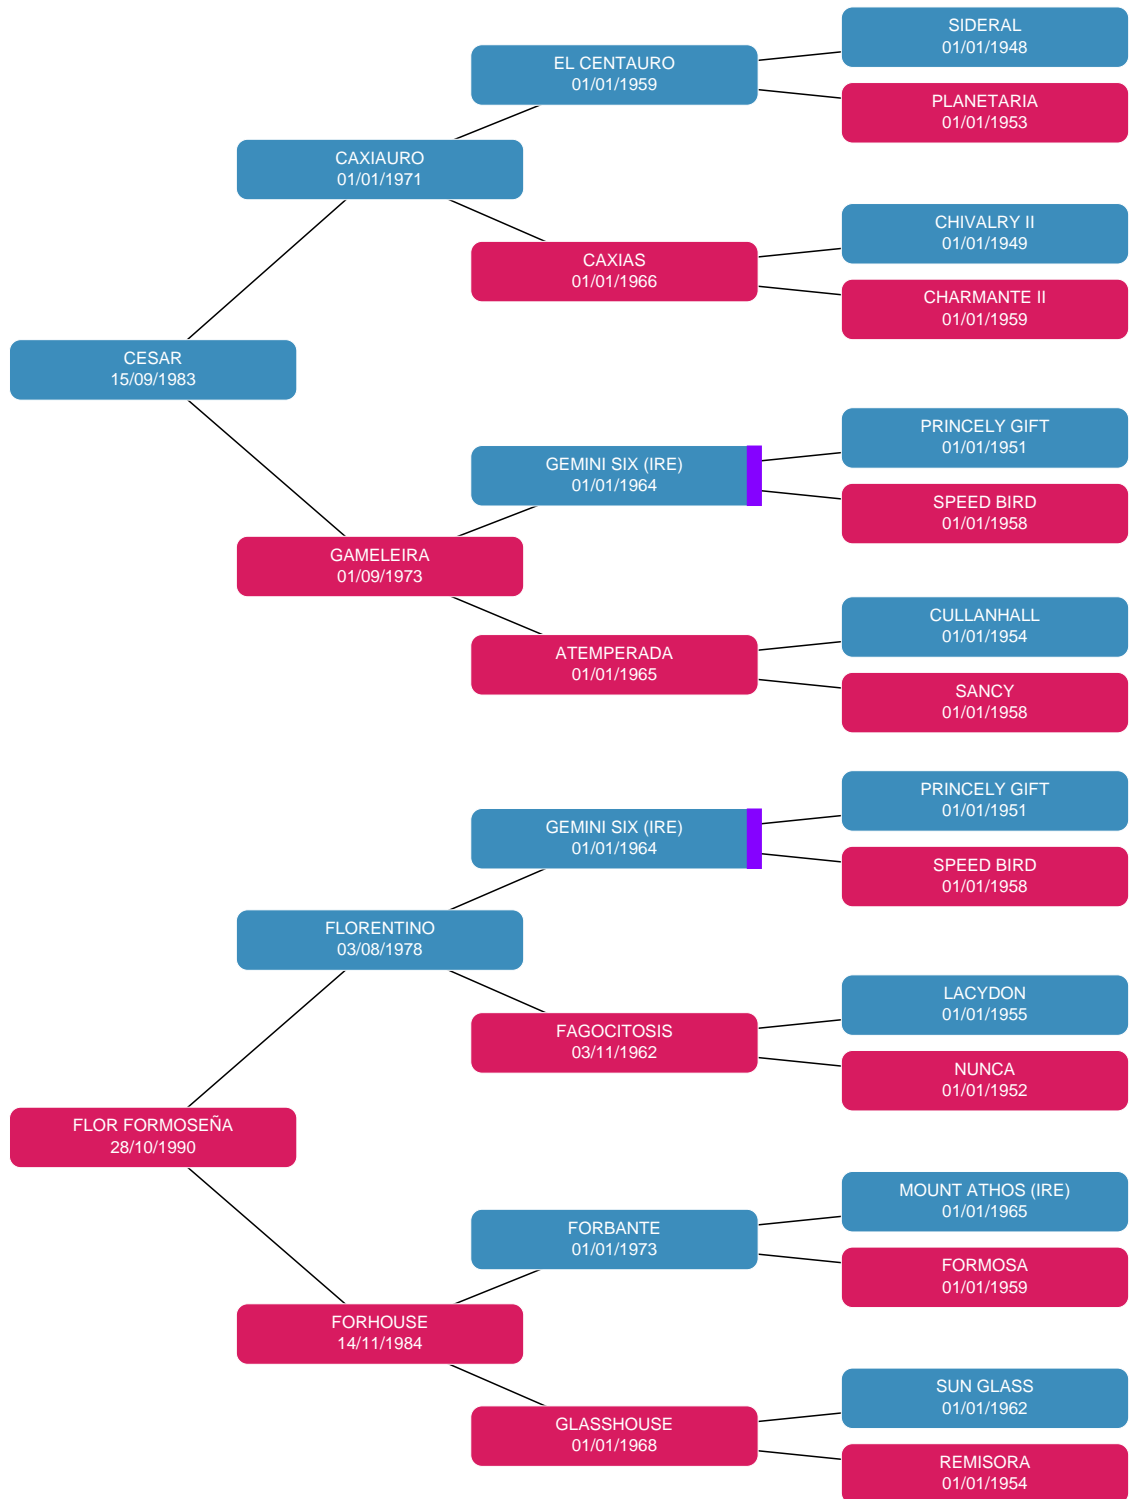 SIDERAL
01/01/1948
EL CENTAURO
01/01/1959
PLANETARIA
01/01/1953
CAXIAURO
01/01/1971
CHIVALRY II
01/01/1949
CAXIAS
01/01/1966
CHARMANTE II
01/01/1959
CESAR
15/09/1983
PRINCELY GIFT
01/01/1951
GEMINI SIX (IRE)
01/01/1964
SPEED BIRD
01/01/1958
GAMELEIRA
01/09/1973
CULLANHALL
01/01/1954
ATEMPERADA
01/01/1965
SANCY
01/01/1958
PRINCELY GIFT
01/01/1951
GEMINI SIX (IRE)
01/01/1964
SPEED BIRD
01/01/1958
FLORENTINO
03/08/1978
LACYDON
01/01/1955
FAGOCITOSIS
03/11/1962
NUNCA
01/01/1952
FLOR FORMOSEÑA
28/10/1990
MOUNT ATHOS (IRE)
01/01/1965
FORBANTE
01/01/1973
FORMOSA
01/01/1959
FORHOUSE
14/11/1984
SUN GLASS
01/01/1962
GLASSHOUSE
01/01/1968
REMISORA
01/01/1954